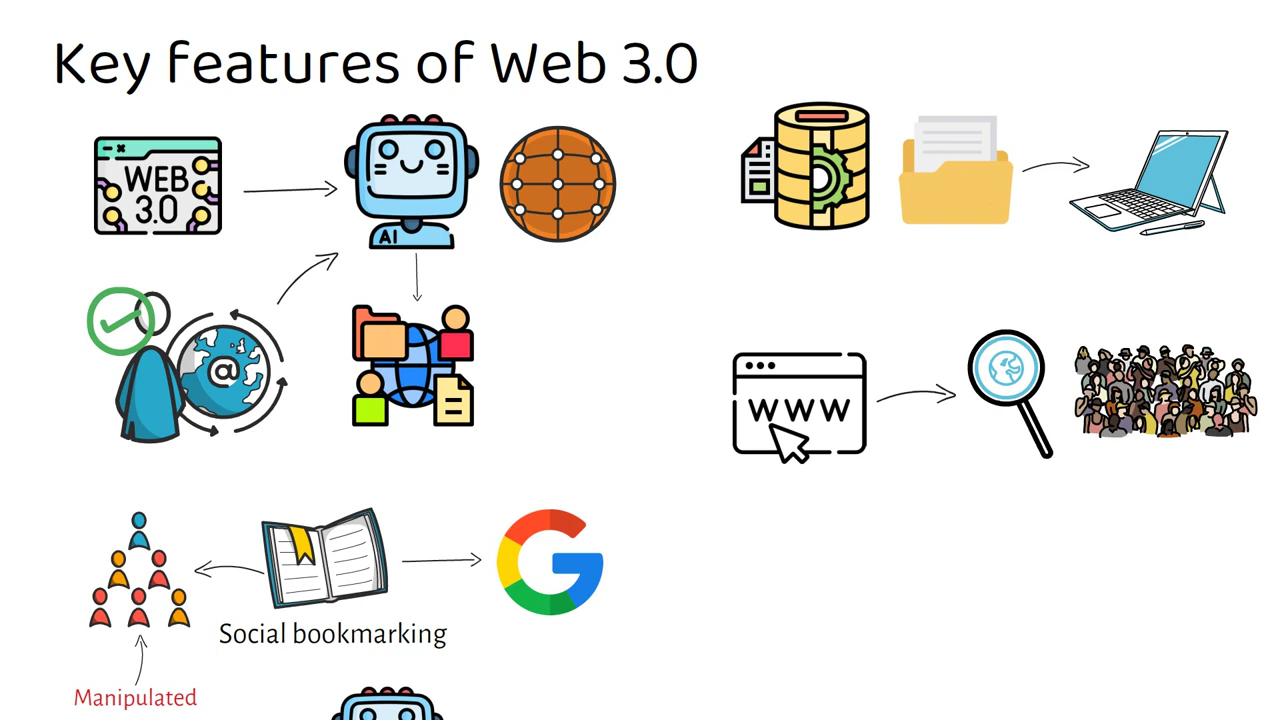 Key features of Web 3.0
WEB
3.0
AI
@
WWW
Social bookmarking
G
Manipulated